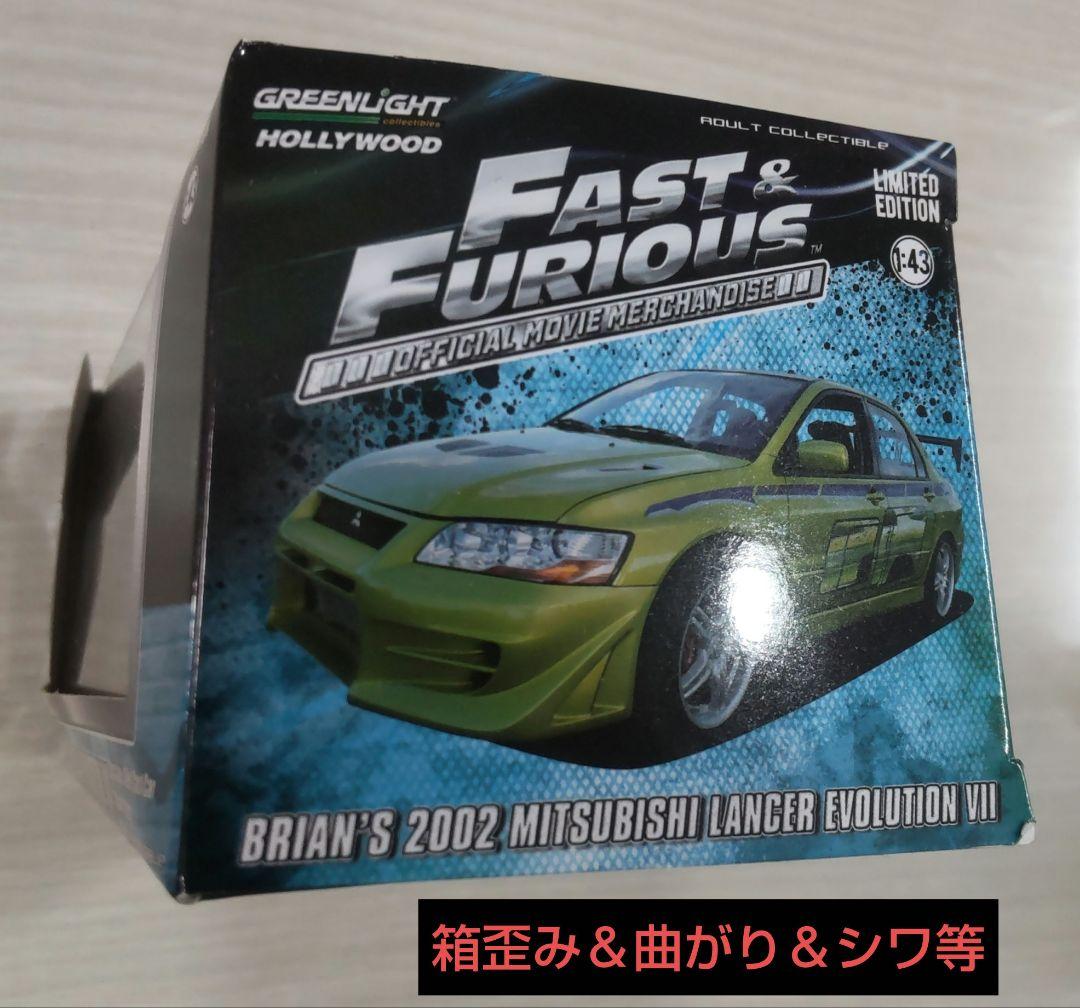 GREENLiGHT
collectibles
HOLLYWOOD
ADULT COLLECTIBLE
FAST &
FURIOUS™
OFFICIAL MOVIE MERCHANDISE
LIMITED
EDITION
1:43
BRIAN'S 2002 MITSUBISHI LANCER EVOLUTION VII
箱歪み＆曲がり＆シワ等